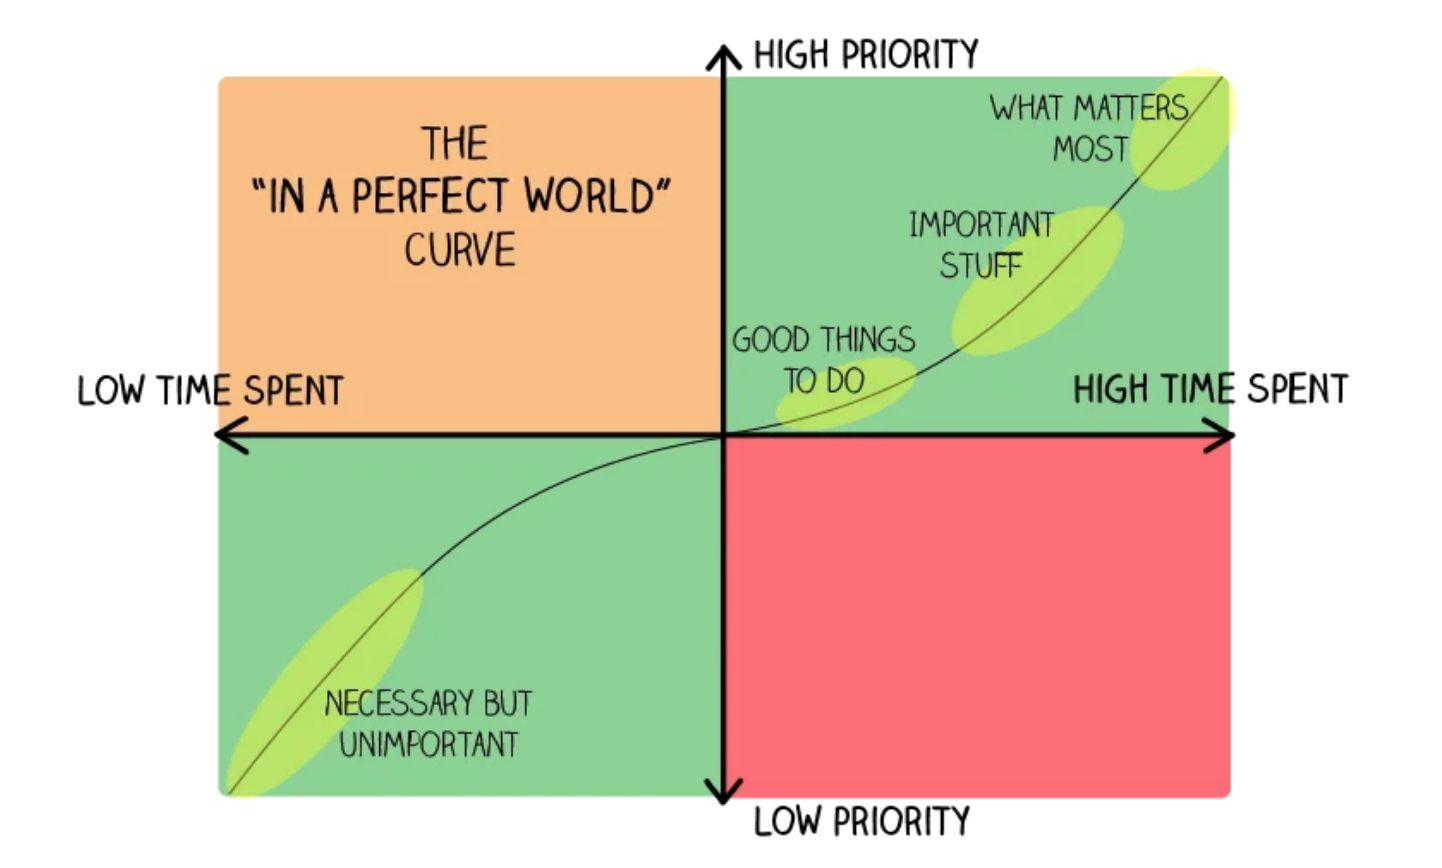 HIGH PRIORITY
THE
"IN A PERFECT WORLD"
CURVE
WHAT MATTERS
MOST
IMPORTANT
STUFF
GOOD THINGS
TO DO
LOW TIME SPENT
HIGH TIME SPENT
NECESSARY BUT
UNIMPORTANT
LOW PRIORITY